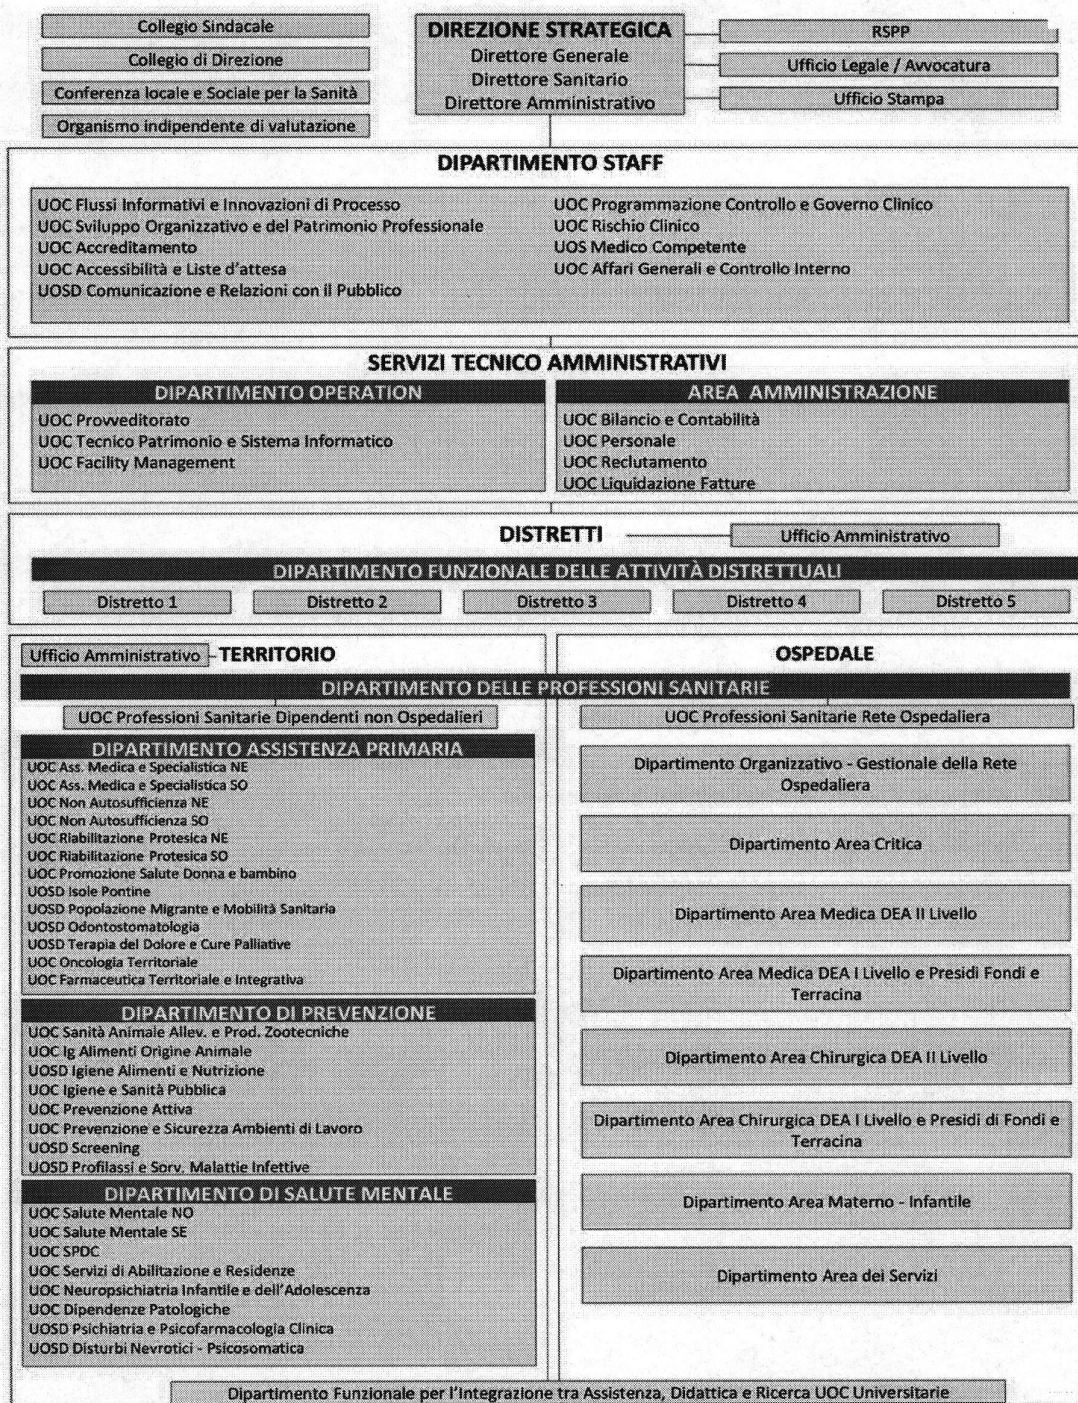 Collegio Sindacale
Collegio di Direzione
Conferenza locale e Sociale per la Sanità
Organismo indipendente di valutazione
DIREZIONE STRATEGICA
Direttore Generale
Direttore Sanitario
Direttore Amministrativo
RSPP
Ufficio Legale / Avvocatura
Ufficio Stampa
DIPARTIMENTO STAFF
UOC Flussi Informativi e Innovazioni di Processo
UOC Sviluppo Organizzativo e del Patrimonio Professionale
UOC Accreditamento
UOC Accessibilità e Liste d'attesa
UOSD Comunicazione e Relazioni con il Pubblico
UOC Programmazione Controllo e Governo Clinico
UOC Rischio Clinico
UOS Medico Competente
UOC Affari Generali e Controllo Interno
SERVIZI TECNICO AMMINISTRATIVI
DIPARTIMENTO OPERATION
UOC Provveditorato
UOC Tecnico Patrimonio e Sistema Informatico
UOC Facility Management
AREA AMMINISTRAZIONE
UOC Bilancio e Contabilità
UOC Personale
UOC Reclutamento
UOC Liquidazione Fatture
DISTRETTI
Ufficio Amministrativo
DIPARTIMENTO FUNZIONALE DELLE ATTIVITÀ DISTRETTUALI
Distretto 1
Distretto 2
Distretto 3
Distretto 4
Distretto 5
Ufficio Amministrativo
TERRITORIO
OSPEDALE
DIPARTIMENTO DELLE PROFESSIONI SANITARIE
UOC Professioni Sanitarie Dipendenti non Ospedalieri
DIPARTIMENTO ASSISTENZA PRIMARIA
UOC Ass. Medica e Specialistica NE
UOC Ass. Medica e Specialistica SO
UOC Non Autosufficienza NE
UOC Non Autosufficienza SO
UOC Riabilitazione Protesica NE
UOC Riabilitazione Protesica SO
UOC Promozione Salute Donna e bambino
UOSD Isole Pontine
UOSD Popolazione Migrante e Mobilità Sanitaria
UOSD Odontostomatologia
UOSD Terapia del Dolore e Cure Palliative
UOC Oncologia Territoriale
UOC Farmaceutica Territoriale e Integrativa
DIPARTIMENTO DI PREVENZIONE
UOC Sanità Animale Allev. e Prod. Zootecniche
UOC Ig Alimenti Origine Animale
UOSD Igiene Alimenti e Nutrizione
UOC Igiene e Sanità Pubblica
UOC Prevenzione Attiva
UOC Prevenzione e Sicurezza Ambienti di Lavoro
UOSD Screening
UOSD Profilassi e Sorv. Malattie Infettive
DIPARTIMENTO DI SALUTE MENTALE
UOC Salute Mentale NO
UOC Salute Mentale SE
UOC SPDC
UOC Servizi di Abilitazione e Residenze
UOC Neuropsichiatria Infantile e dell'Adolescenza
UOC Dipendenze Patologiche
UOSD Psichiatria e Psicofarmacologia Clinica
UOSD Disturbi Nevrotici - Psicosomatica
UOC Professioni Sanitarie Rete Ospedaliera
Dipartimento Organizzativo - Gestionale della Rete
Ospedaliera
Dipartimento Area Critica
Dipartimento Area Medica DEA II Livello
Dipartimento Area Medica DEA I Livello e Presidi Fondi e
Terracina
Dipartimento Area Chirurgica DEA II Livello
Dipartimento Area Chirurgica DEA I Livello e Presidi di Fondi e
Terracina
Dipartimento Area Materno - Infantile
Dipartimento Area dei Servizi
Dipartimento Funzionale per l'Integrazione tra Assistenza, Didattica e Ricerca UOC Universitarie